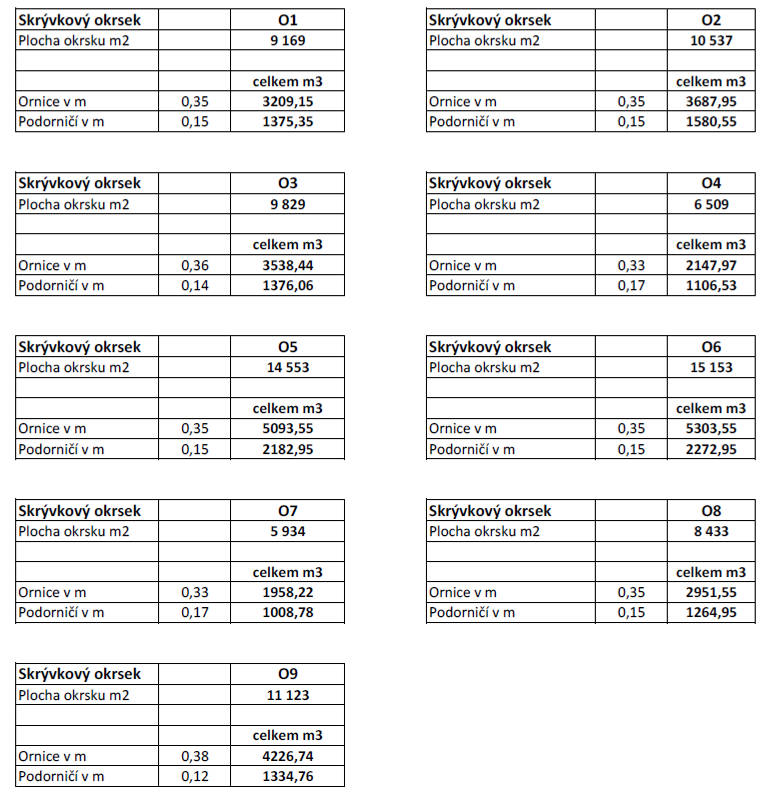 Skrývkový okrsek O1
Plocha okrsku m2 9 169
celkem m3
Ornice v m 0,35 3209,15
Podorničí v m 0,15 1375,35
Skrývkový okrsek O2
Plocha okrsku m2 10 537
celkem m3
Ornice v m 0,35 3687,95
Podorničí v m 0,15 1580,55
Skrývkový okrsek O3
Plocha okrsku m2 9 829
celkem m3
Ornice v m 0,36 3538,44
Podorničí v m 0,14 1376,06
Skrývkový okrsek O4
Plocha okrsku m2 6 509
celkem m3
Ornice v m 0,33 2147,97
Podorničí v m 0,17 1106,53
Skrývkový okrsek O5
Plocha okrsku m2 14 553
celkem m3
Ornice v m 0,35 5093,55
Podorničí v m 0,15 2182,95
Skrývkový okrsek O6
Plocha okrsku m2 15 153
celkem m3
Ornice v m 0,35 5303,55
Podorničí v m 0,15 2272,95
Skrývkový okrsek O7
Plocha okrsku m2 5 934
celkem m3
Ornice v m 0,33 1958,22
Podorničí v m 0,17 1008,78
Skrývkový okrsek O8
Plocha okrsku m2 8 433
celkem m3
Ornice v m 0,35 2951,55
Podorničí v m 0,15 1264,95
Skrývkový okrsek O9
Plocha okrsku m2 11 123
celkem m3
Ornice v m 0,38 4226,74
Podorničí v m 0,12 1334,76